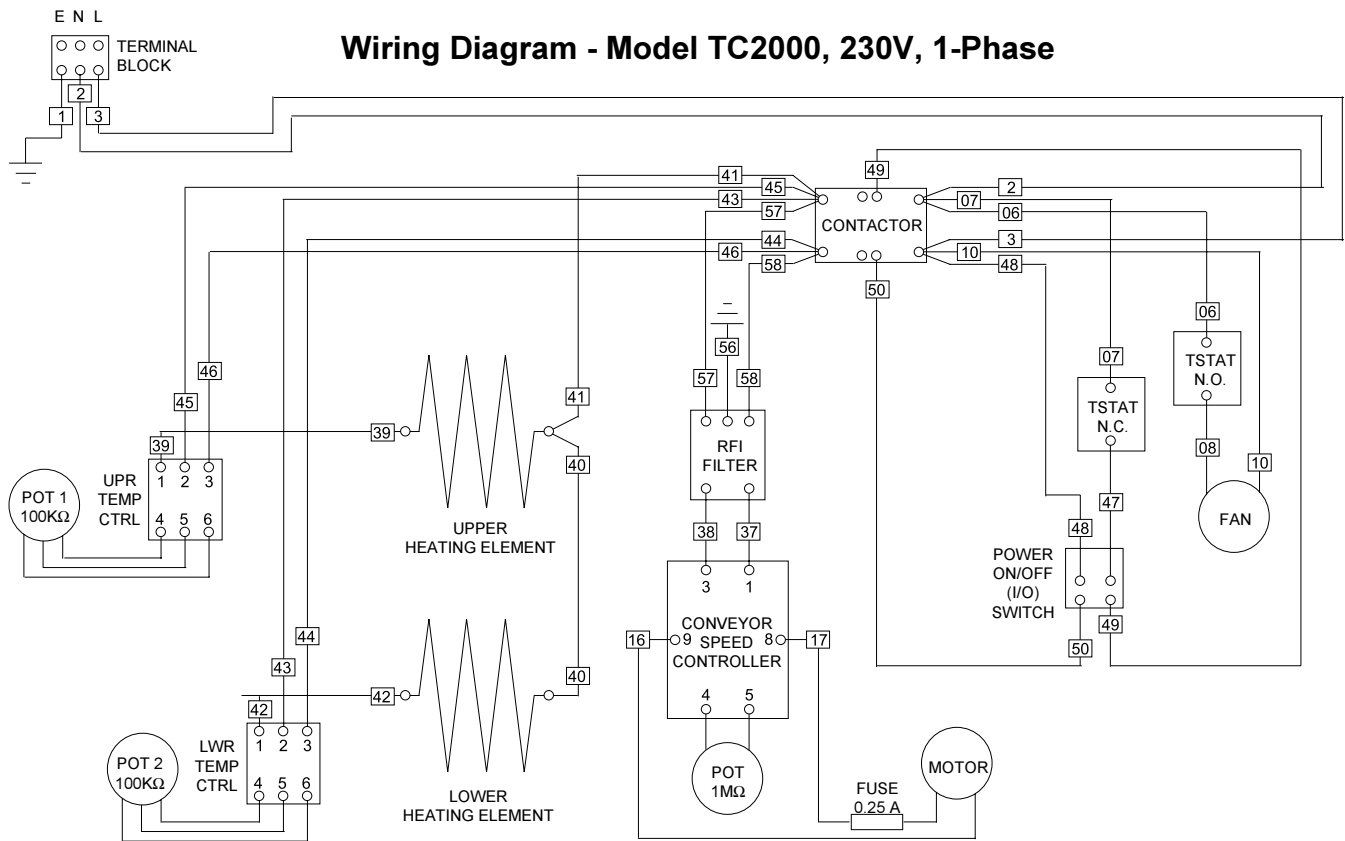 E N L
Wiring Diagram - Model TC2000, 230V, 1-Phase
TERMINAL
BLOCK
2
1
3
41
49
45
2
43
07
57
06
CONTACTOR
44
3
46
10
58
48
50
06
56
07
TSTAT
N.O.
46
57
58
45
41
TSTAT
N.C.
39
39
RFI
FILTER
08
10
40
UPR
TEMP
CTRL
1 2 3
4 5 6
POT 1
100KΩ
47
48
FAN
UPPER
HEATING ELEMENT
38
37
POWER
ON/OFF
(I/O)
SWITCH
3 1
CONVEYOR
SPEED
CONTROLLER
16
9
8
17
49
50
44
43
40
42
42
4 5
LWR
TEMP
CTRL
1 2 3
4 5 6
POT 2
100KΩ
POT
1MΩ
MOTOR
FUSE
0.25 A
LOWER
HEATING ELEMENT